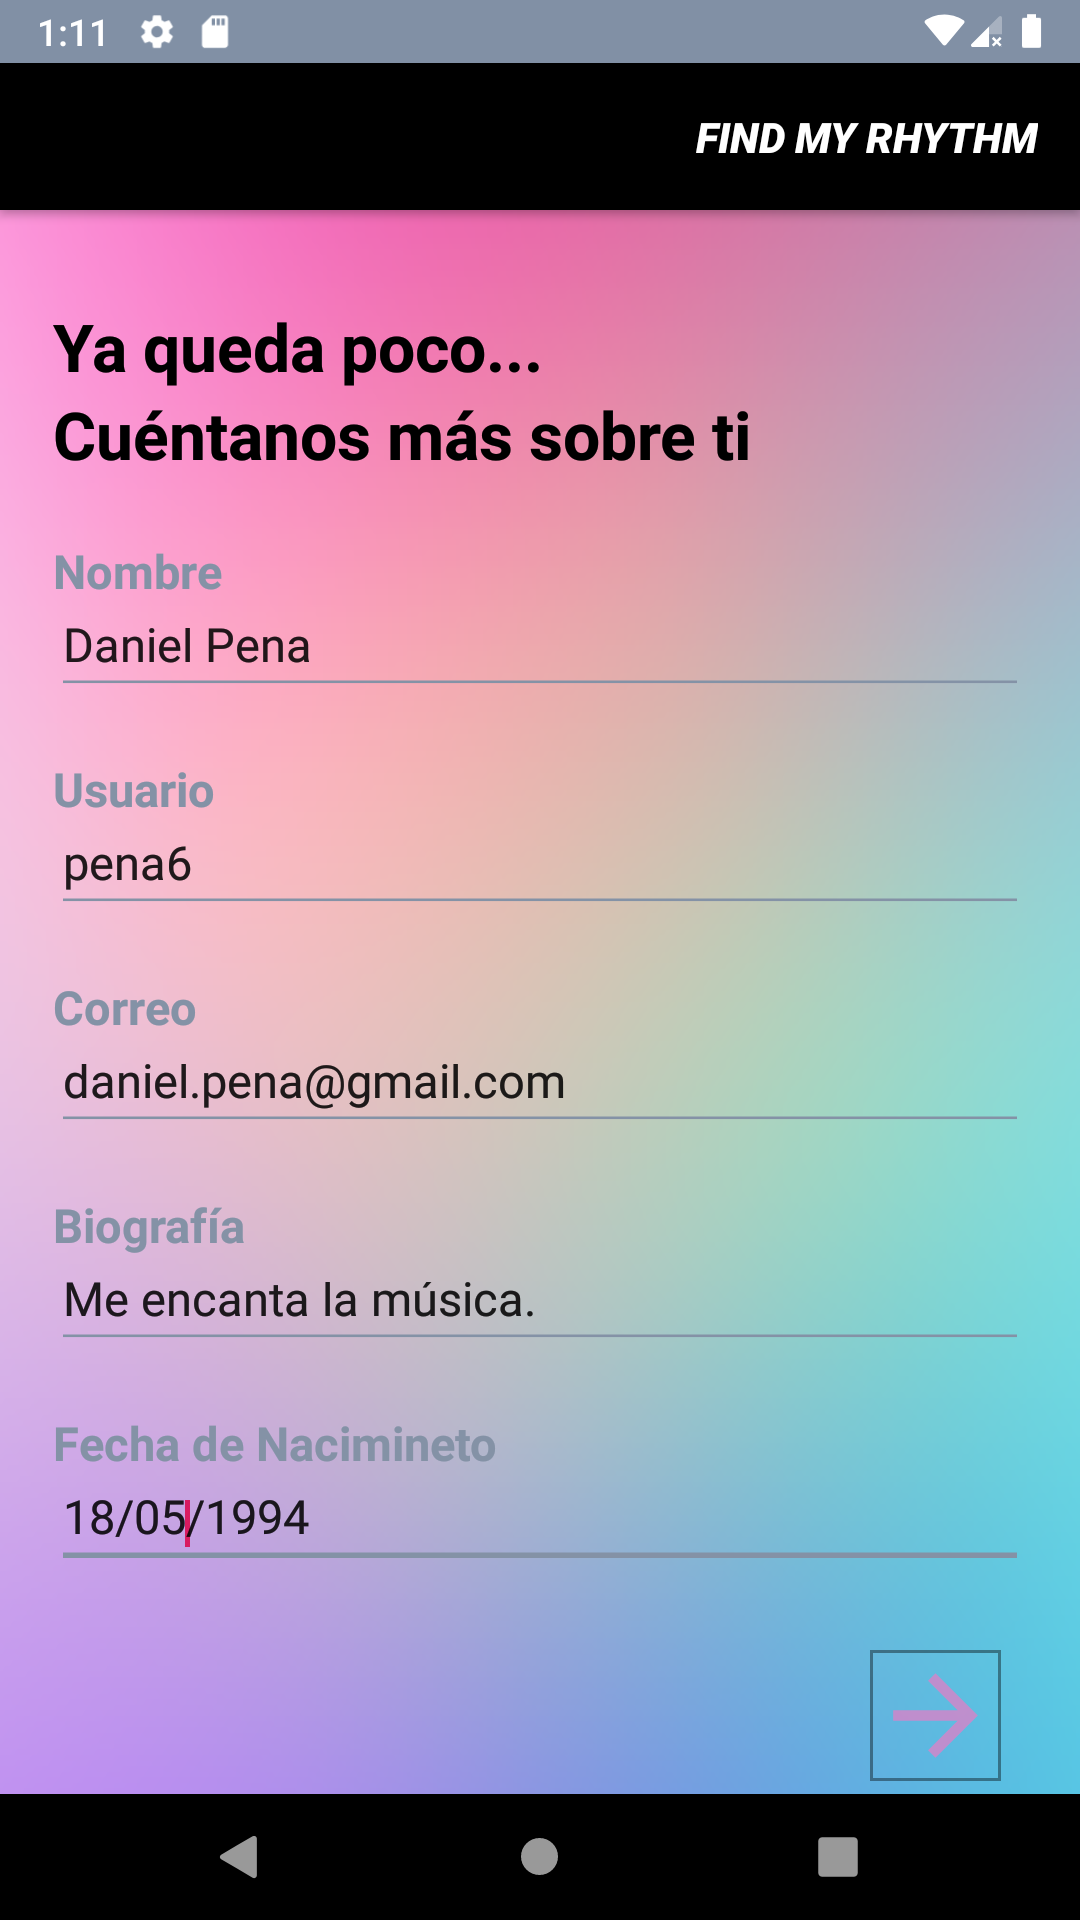 1:11
FIND MY RHYTHM
Ya queda poco...
Cuéntanos más sobre ti
Nombre
Daniel Pena
Usuario
pena6
Correo
daniel.pena@gmail.com
Biografía
Me encanta la música.
Fecha de Nacimineto
18/05/1994